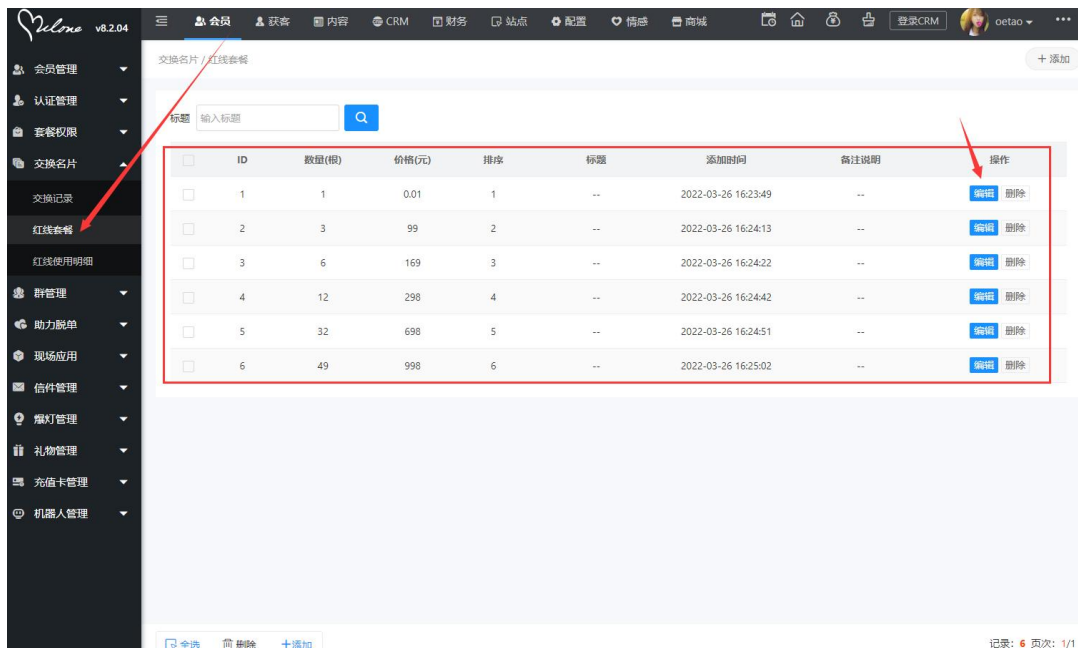 Milone v8.2.04
会员 获客 内容 CRM 财务 站点 配置 情感 商城 登录CRM oetao
会员管理
认证管理
套餐权限
交换名片
交换记录
红线套餐
红线使用明细
群管理
助力脱单
现场应用
信件管理
爆灯管理
礼物管理
充值卡管理
机器人管理
交换名片 / 红线套餐 +添加
标题 输入标题
ID 数量(根) 价格(元) 排序 标题 添加时间 备注说明 操作
1 1 0.01 1 -- 2022-03-26 16:23:49 -- 编辑 删除
2 3 99 2 -- 2022-03-26 16:24:13 -- 编辑 删除
3 6 169 3 -- 2022-03-26 16:24:22 -- 编辑 删除
4 12 298 4 -- 2022-03-26 16:24:42 -- 编辑 删除
5 32 698 5 -- 2022-03-26 16:24:51 -- 编辑 删除
6 49 998 6 -- 2022-03-26 16:25:02 -- 编辑 删除
全选 删除 +添加 记录: 6 页次: 1/1